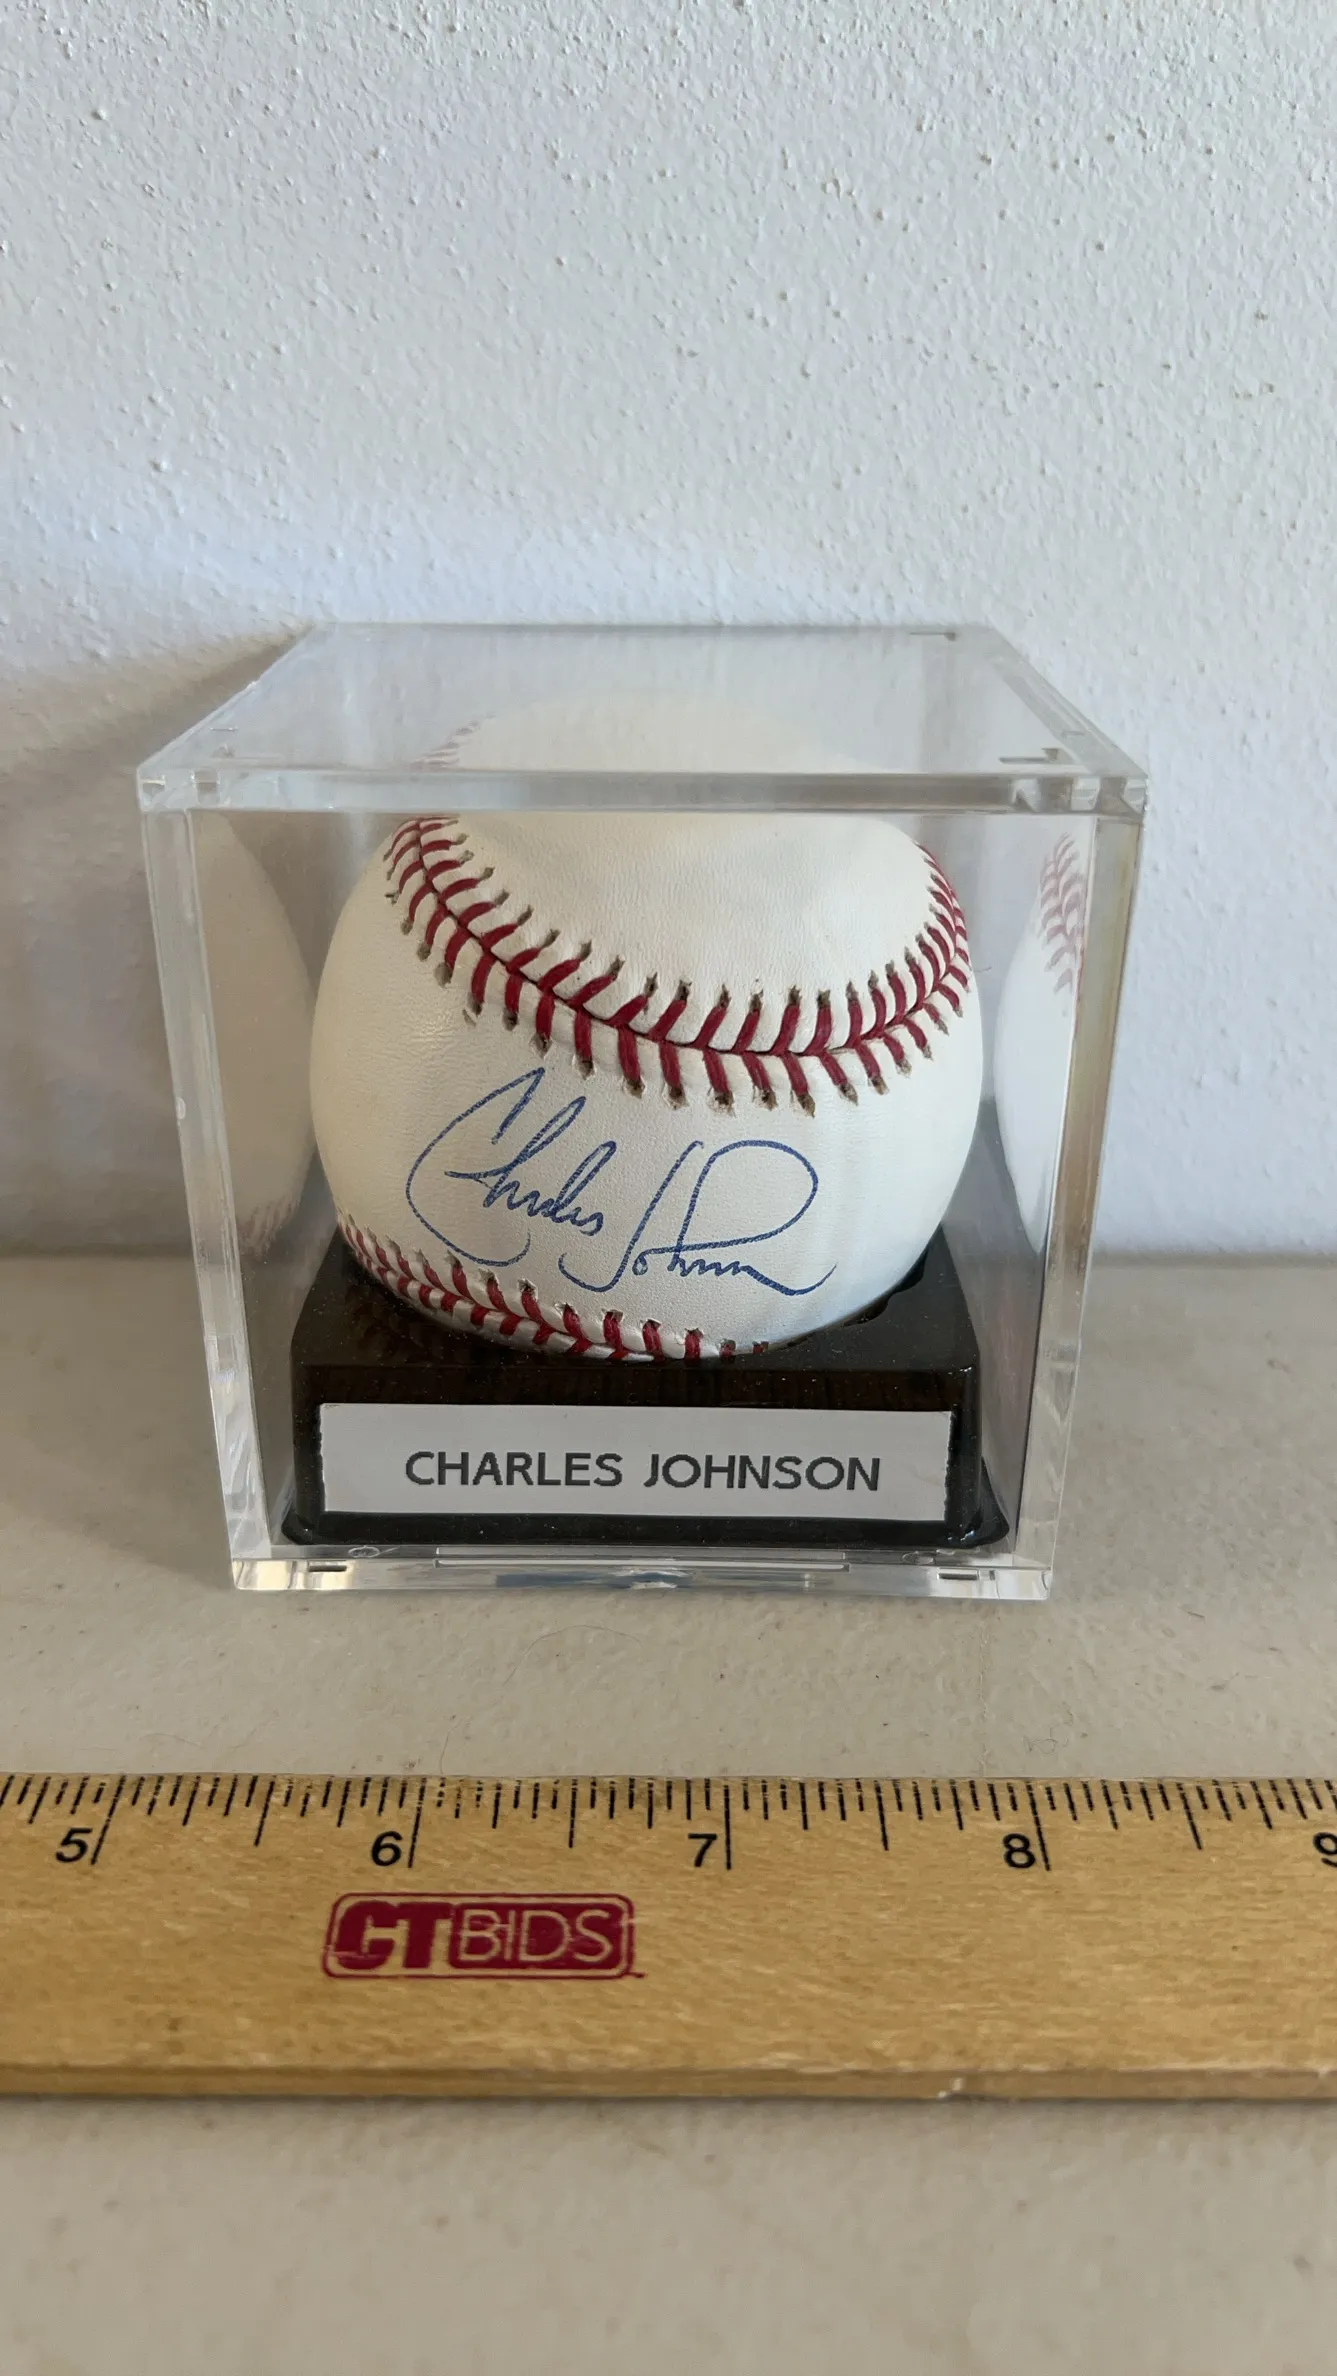 Charles Johnson
CHARLES JOHNSON
5 6 7 8 9
CTBIDS